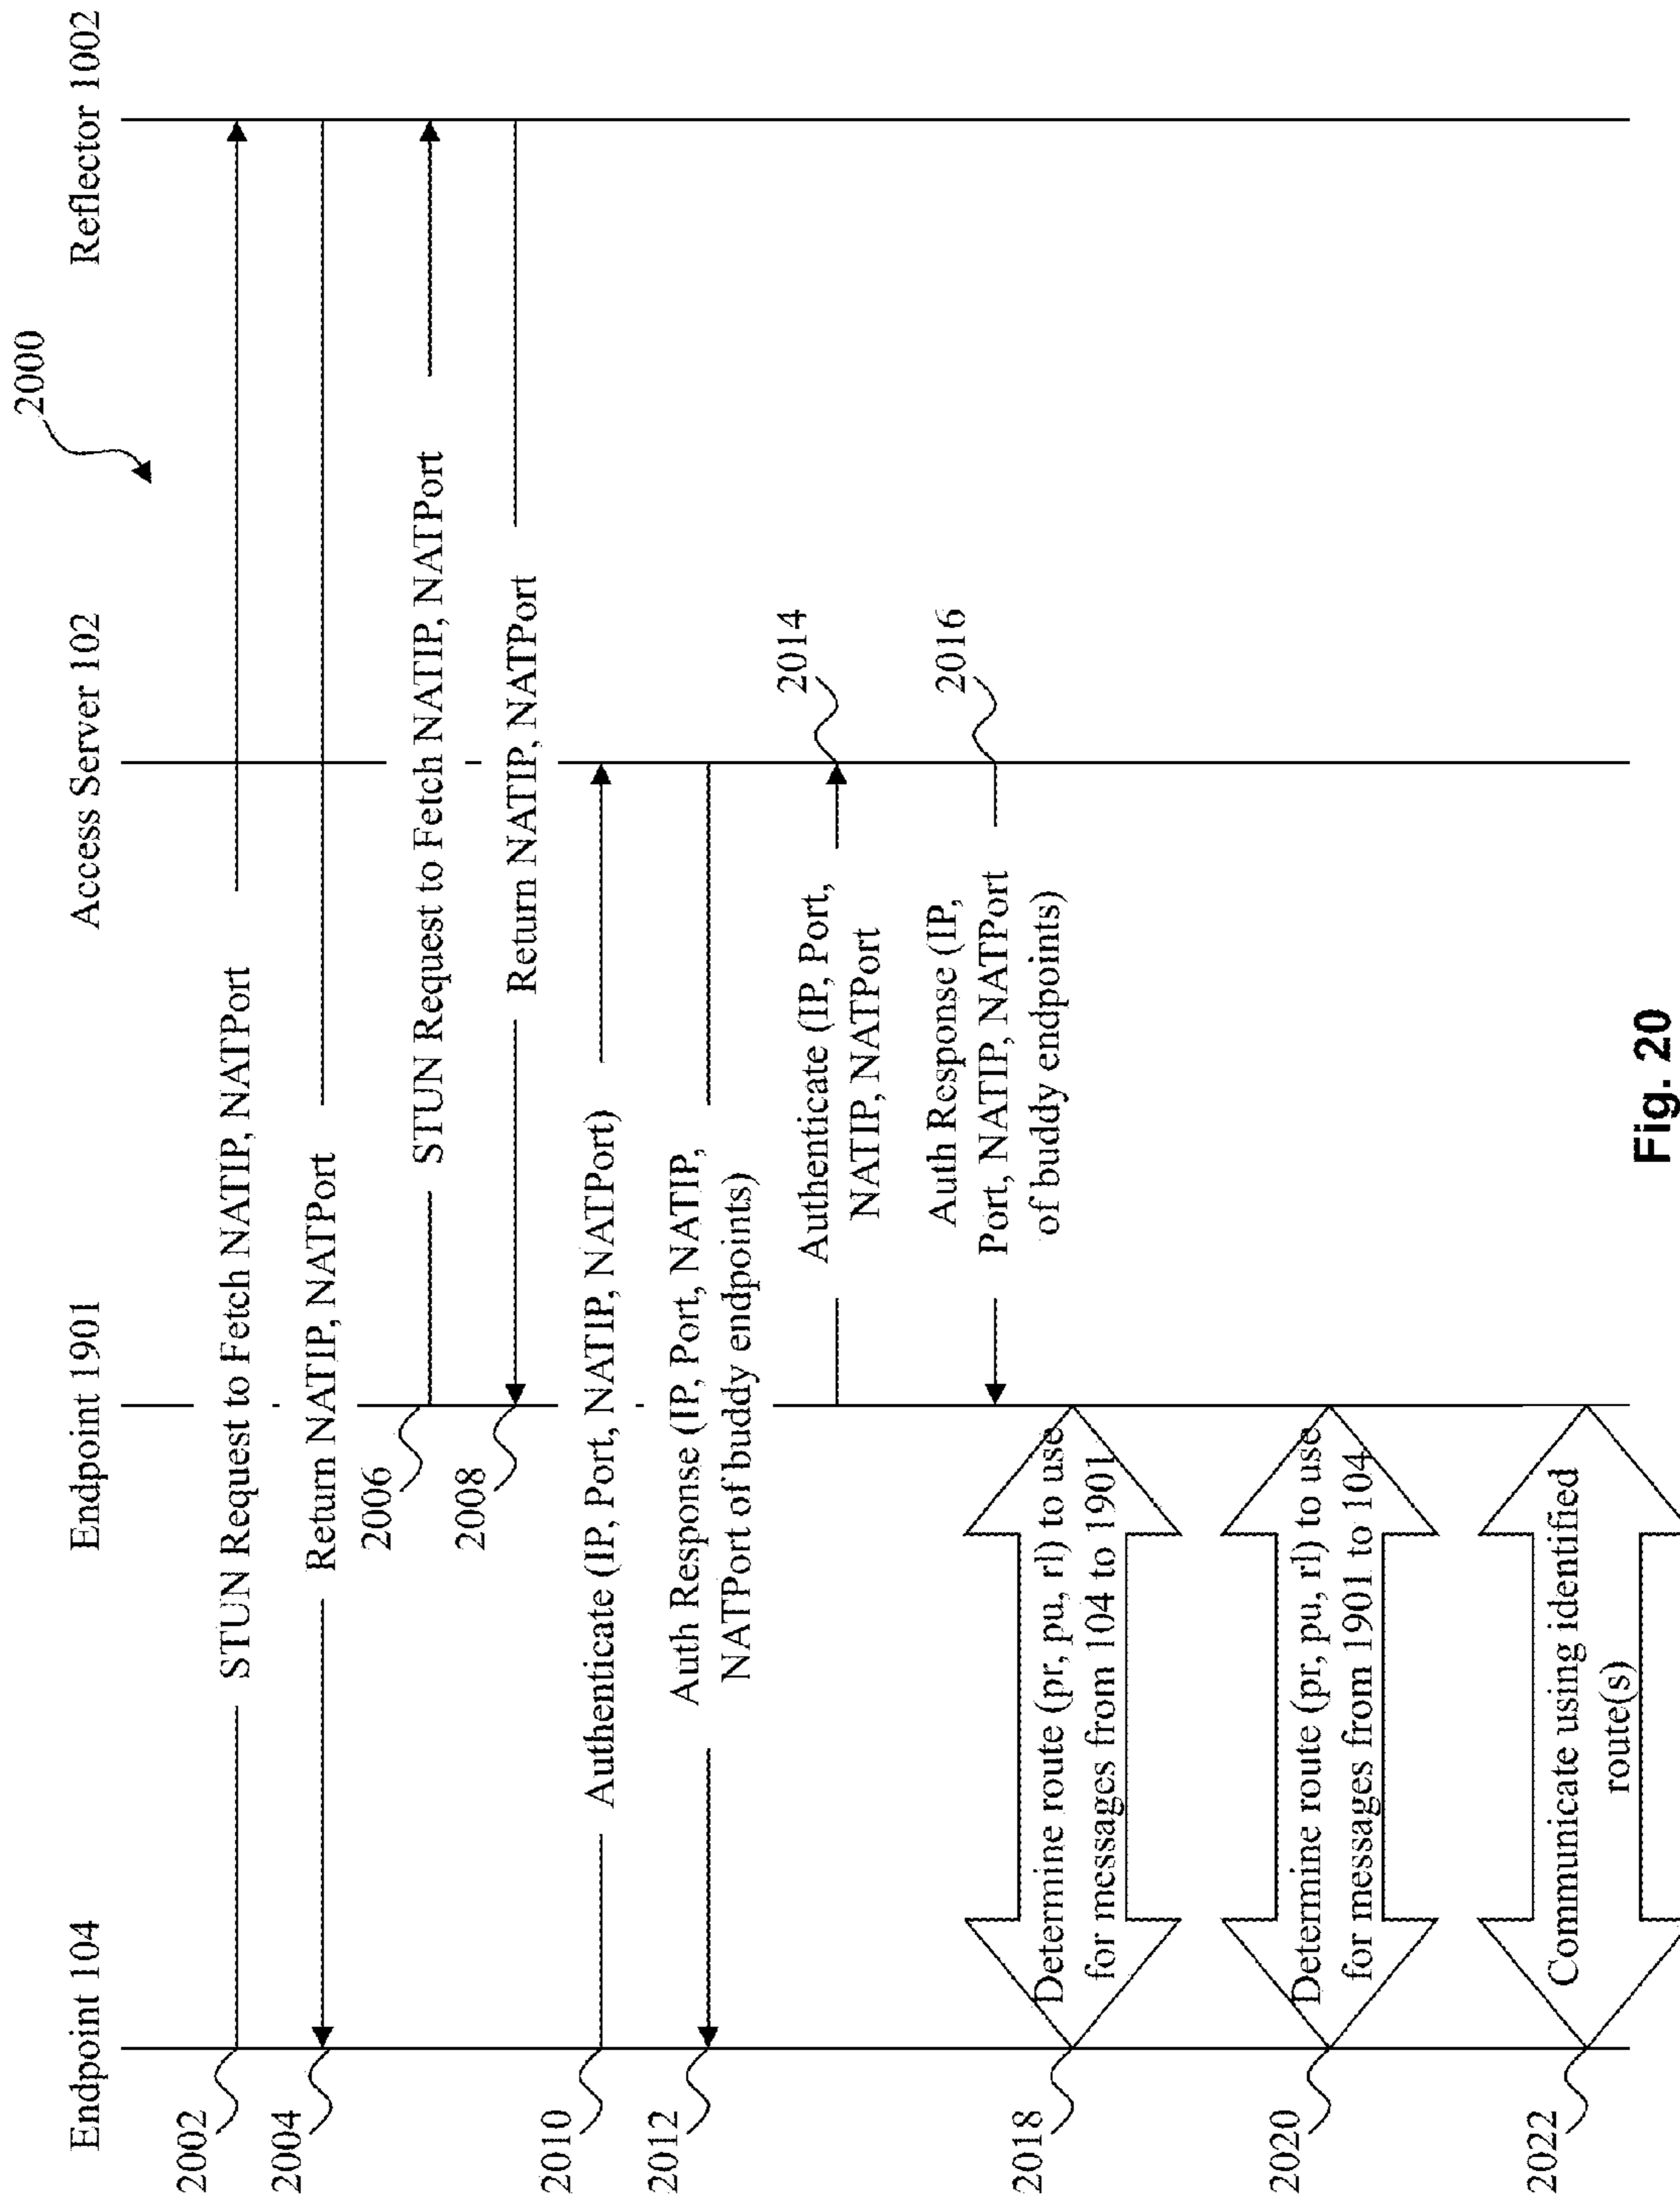 2000
Endpoint 104
Endpoint 1901
Access Server 102
Reflector 1002
2002
STUN Request to Fetch NATIP, NATPort
2004
Return NATIP, NATPort
2006
STUN Request to Fetch NATIP, NATPort
2008
Return NATIP, NATPort
2010
Authenticate (IP, Port, NATIP, NATPort)
2012
Auth Response (IP, Port, NATIP,
NATPort of buddy endpoints)
2014
Authenticate (IP, Port,
NATIP, NATPort
2016
Auth Response (IP,
Port, NATIP, NATPort
of buddy endpoints)
2018
Determine route (pr, pu, rl) to use
for messages from 104 to 1901
2020
Determine route (pr, pu, rl) to use
for messages from 1901 to 104
2022
Communicate using identified
route(s)
Fig. 20